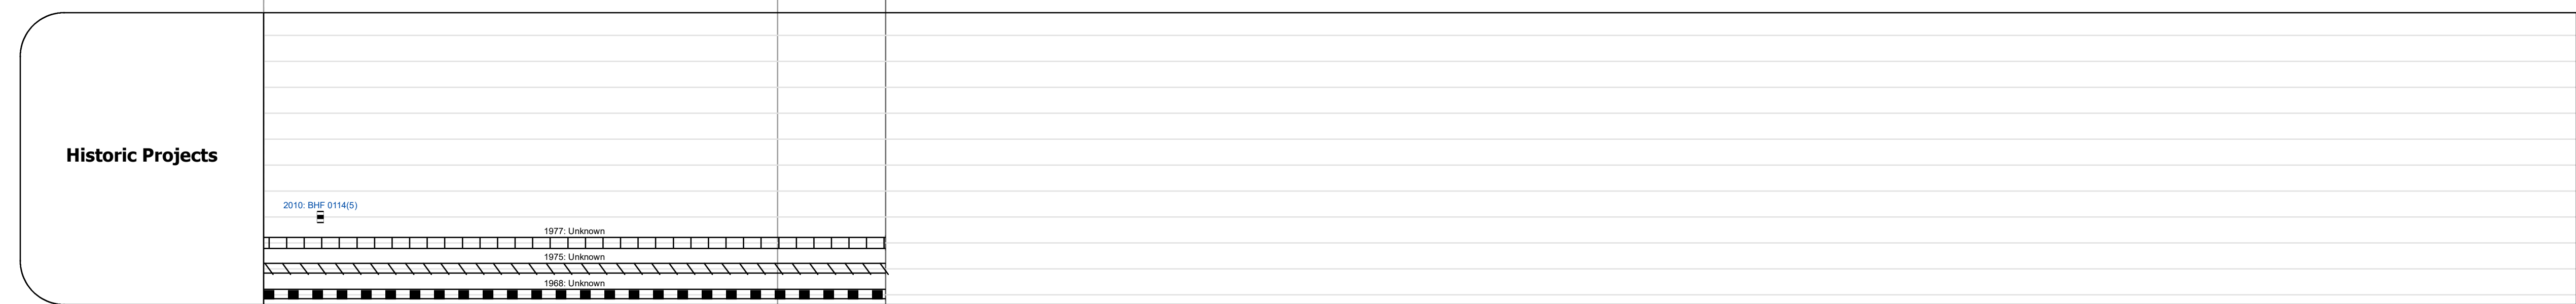 Historic Projects
2010: BHF 0114(5)
1977: Unknown
1975: Unknown
1968: Unknown